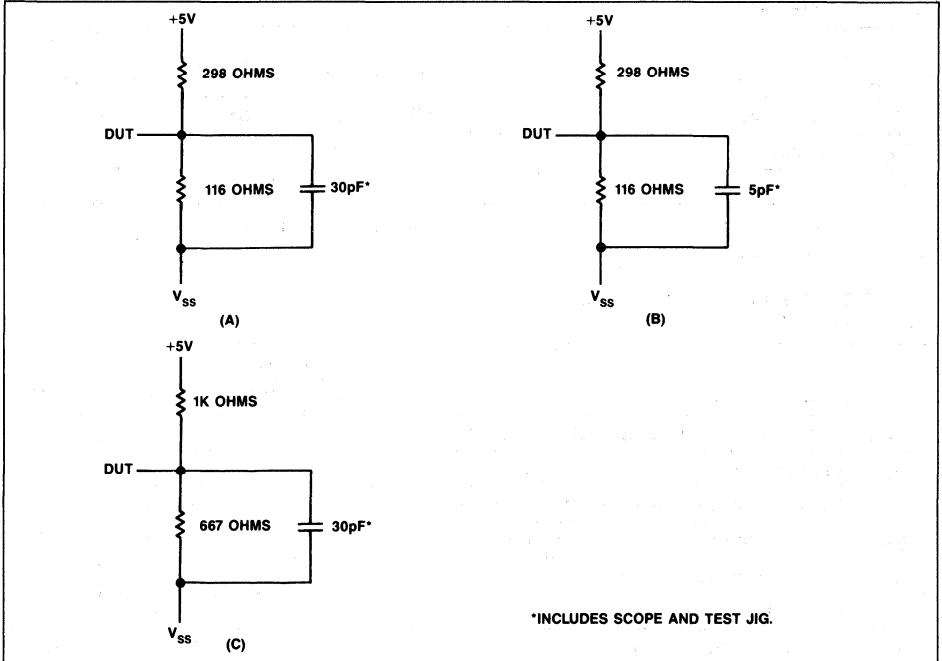 +5V
298 OHMS
DUT
116 OHMS
30pF*
VSS
(A)
+5V
298 OHMS
DUT
116 OHMS
5pF*
VSS
(B)
+5V
1K OHMS
DUT
667 OHMS
30pF*
VSS
(C)
*INCLUDES SCOPE AND TEST JIG.